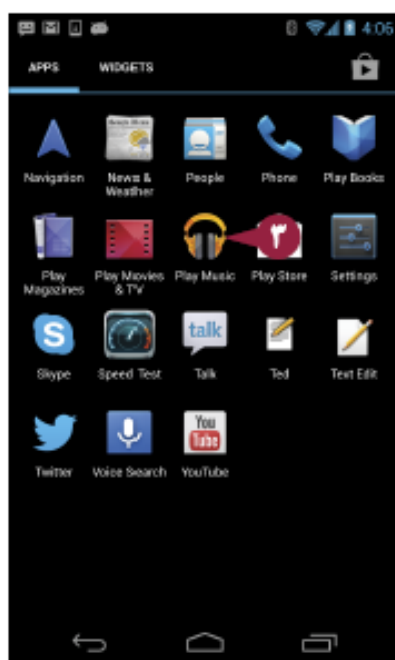 4:06
APPS WIDGETS
Navigation News & Weather People Phone Play Books
٣
Play Magazines Play Movies & TV Play Music Play Store Settings
S talk
Skype Speed Test Talk Ted Text Edit
You Tube
Twitter Voice Search YouTube